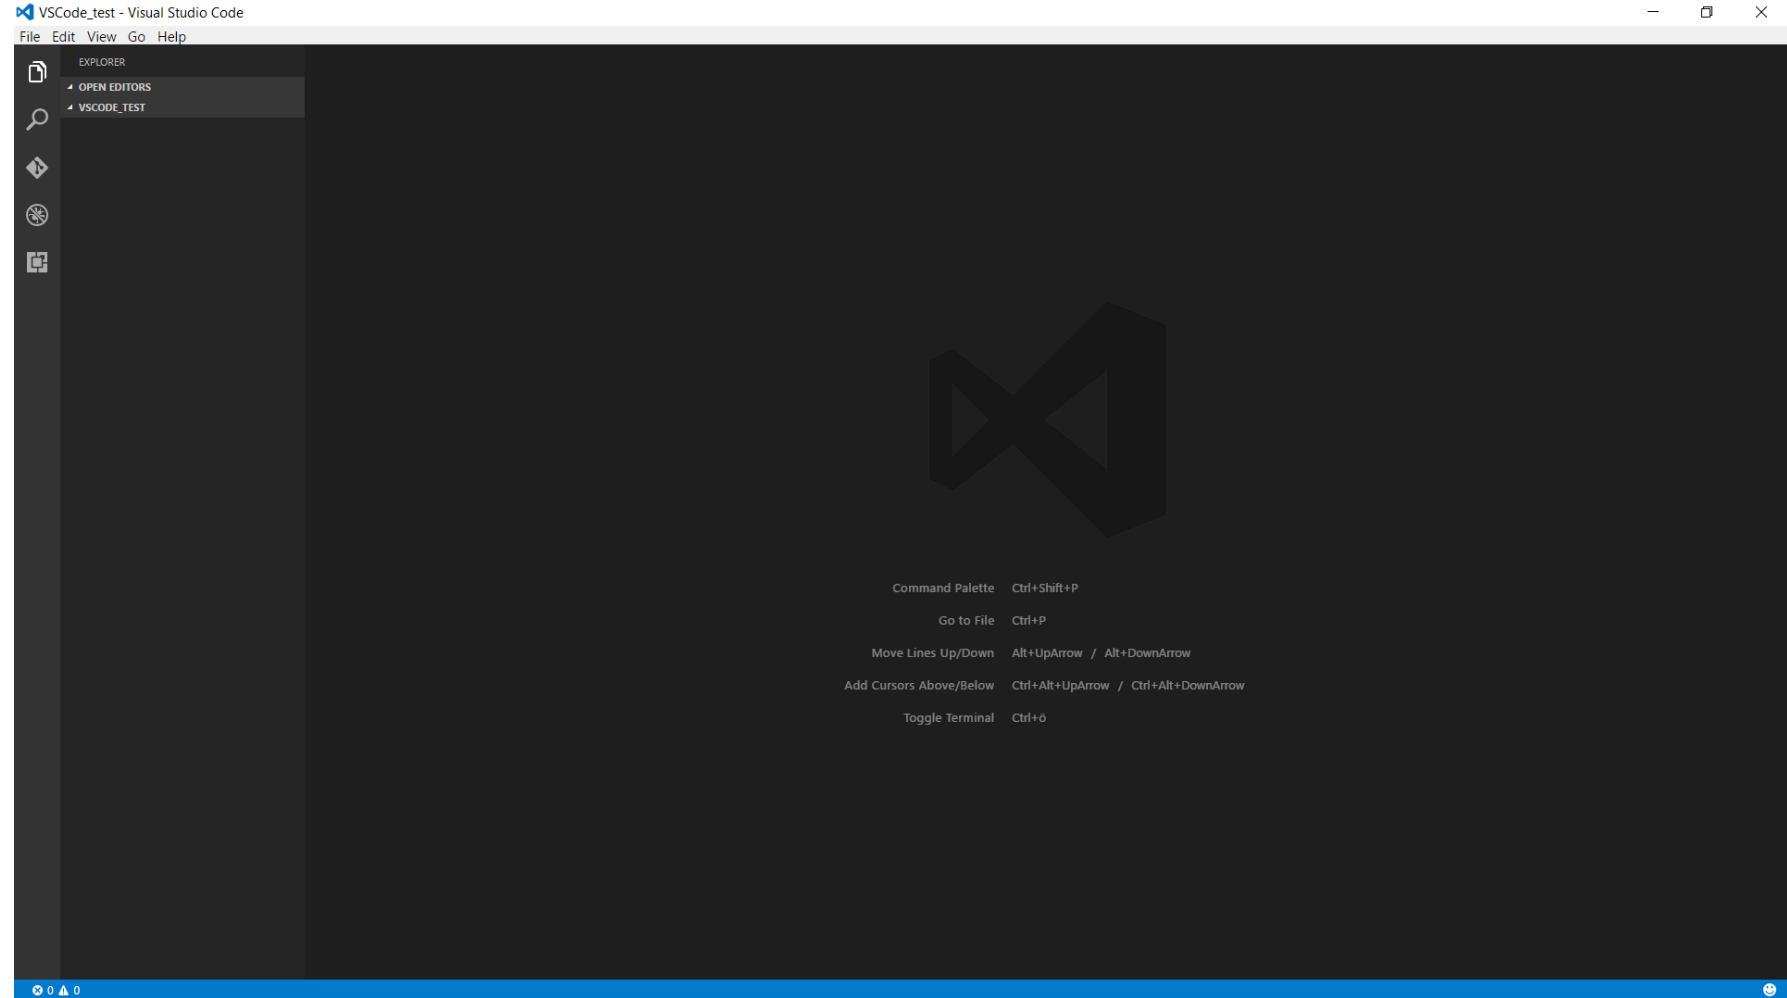 VSCode_test - Visual Studio Code
File Edit View Go Help
EXPLORER
OPEN EDITORS
VSCODE_TEST
Command Palette Ctrl+Shift+P
Go to File Ctrl+P
Move Lines Up/Down Alt+UpArrow / Alt+DownArrow
Add Cursors Above/Below Ctrl+Alt+UpArrow / Ctrl+Alt+DownArrow
Toggle Terminal Ctrl+ö
0 0